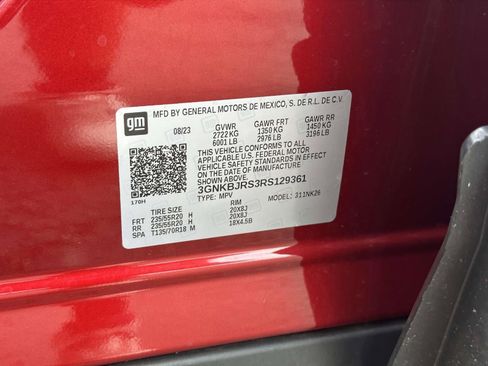 gm
MFD BY GENERAL MOTORS DE MEXICO, S. DE R.L. DE C.V.
08/23 GVWR GAWR FRT GAWR RR
2722 KG 1350 KG 1450 KG
6001 LB 2976 LB 3196 LB
THIS VEHICLE CONFORMS TO ALL
APPLICABLE U.S. FEDERAL MOTOR
VEHICLE SAFETY STANDARDS IN EFFECT
ON THE DATE OF MANUFACTURE SHOWN ABOVE.
3GNKBJRS3RS129361
170H TYPE: MPV MODEL: 311NK26
TIRE SIZE RIM
FRT 235/55R20 H 20X8J
RR 235/55R20 H 20X8J
SPA T135/70R18 M 18X4.5B